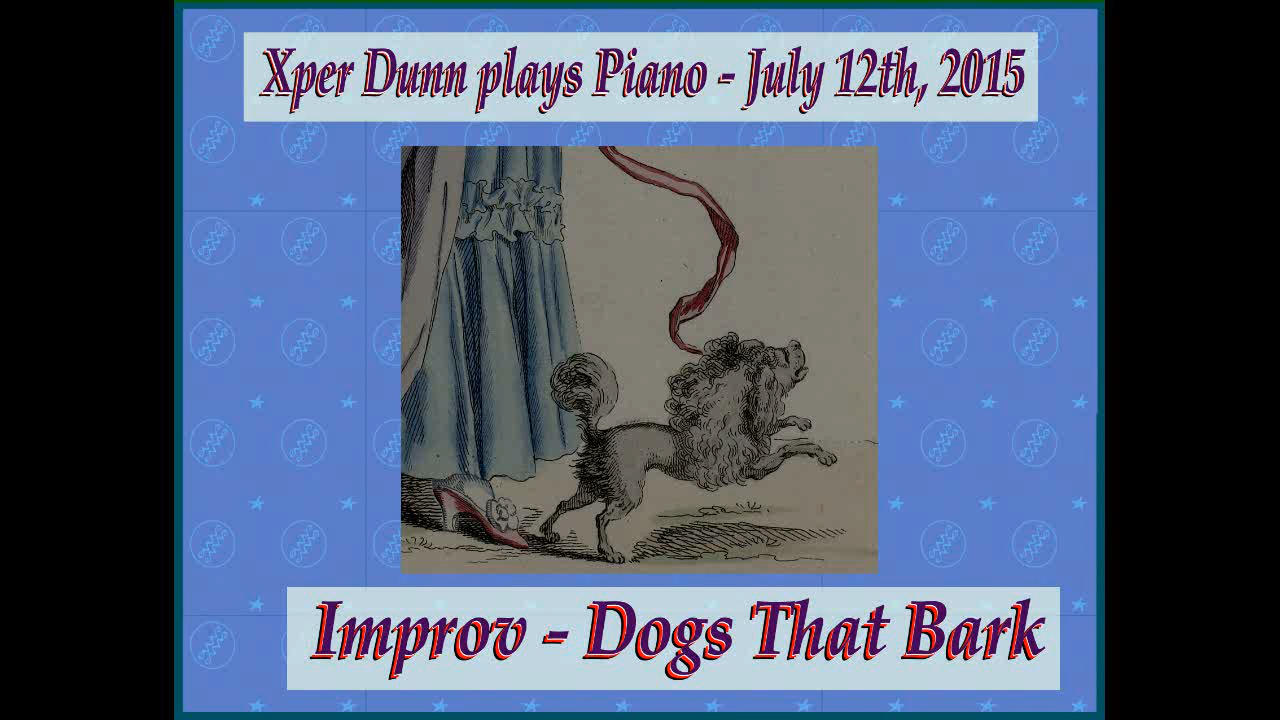 Xper Dunn plays Piano - July 12th, 2015
Improv - Dogs That Bark